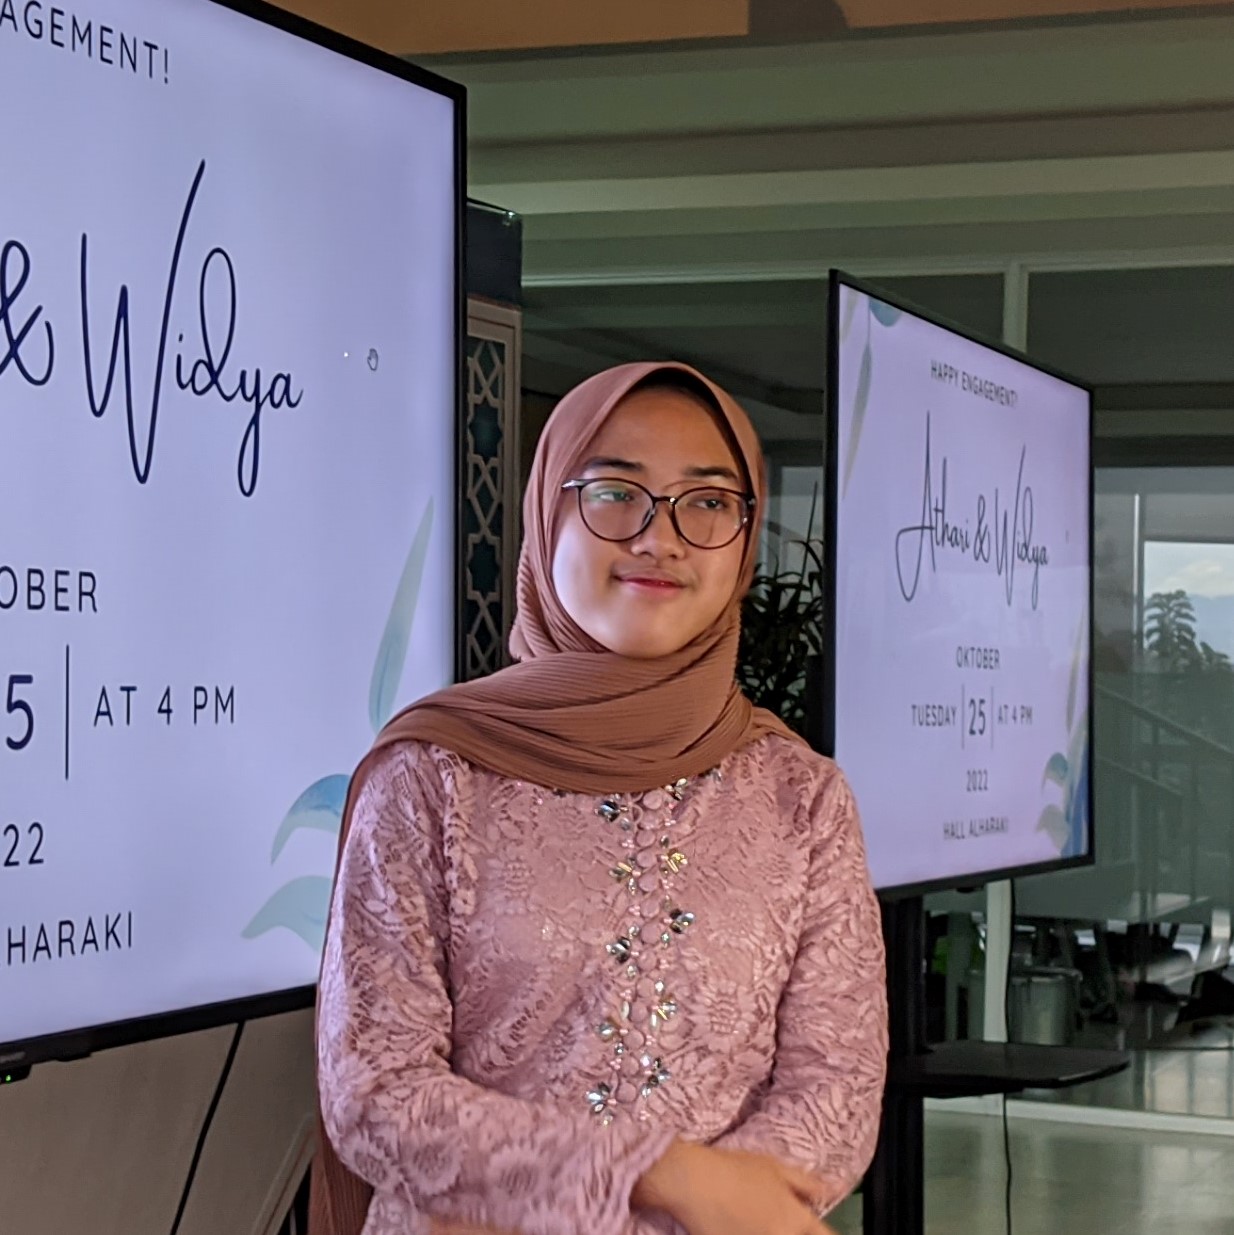 AGEMENT!
& Widya
OBER
5 | AT 4 PM
22
HARAKI
HAPPY ENGAGEMENT!
Athari & Widya
OKTOBER
TUESDAY | 25 | AT 4 PM
2022
HALL ALHARAKI